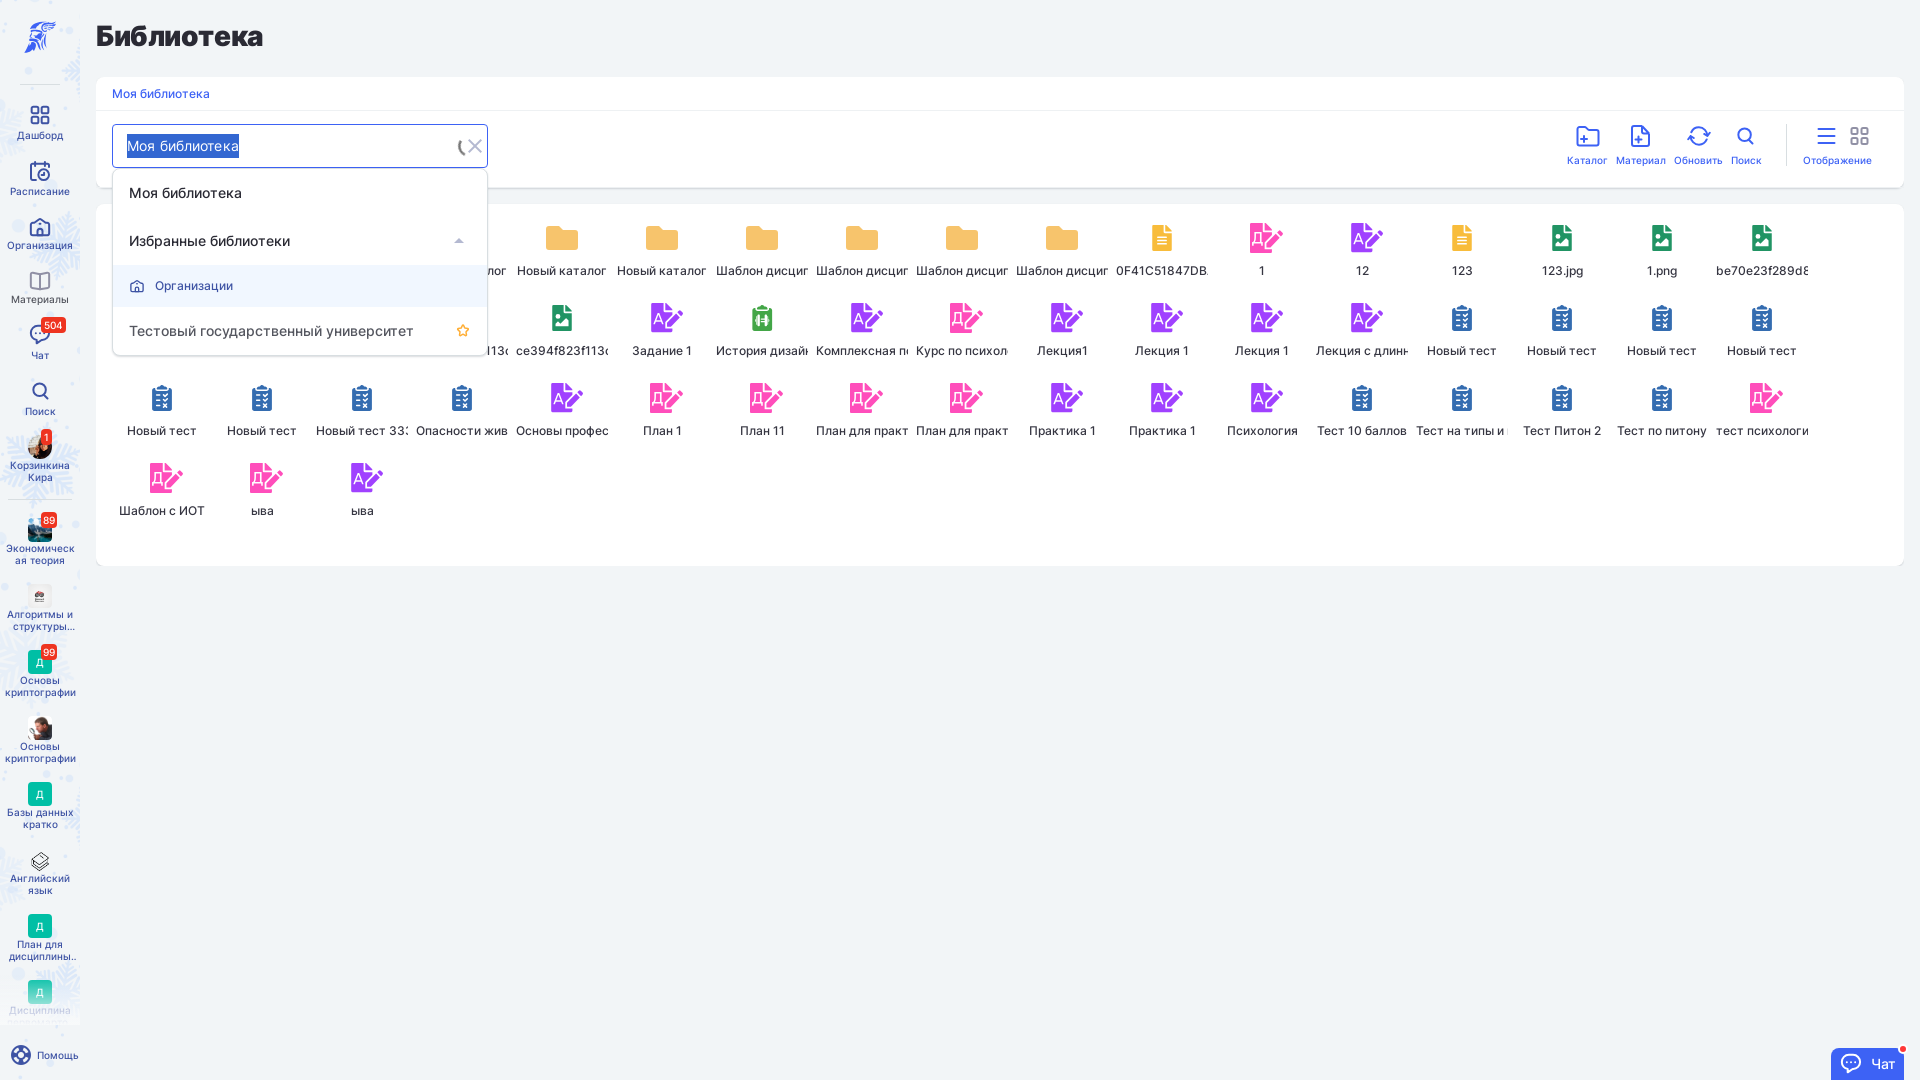 Библиотека
Моя библиотека
Моя библиотека
Каталог
Материал
Обновить
Поиск
Отображение
Моя библиотека
Избранные библиотеки
Организации
Тестовый государственный университет
Дашборд
Расписание
Организация
Материалы
504
Чат
Поиск
1
Корзинкина
Кира
89
Экономическ
ая теория
Алгоритмы и
структуры...
Д
99
Основы
криптографии
Основы
криптографии
Д
Базы данных
кратко
Английский
язык
Д
План для
дисциплины..
Д
Дисциплина
Помощь
лог
Новый каталог
Новый каталог
Шаблон дисцип
Шаблон дисцип
Шаблон дисцип
Шаблон дисцип
0F41C51847DB.
1
12
123
123.jpg
1.png
be70e23f289d8
ce394f823f113c
Задание 1
История дизайн
Комплексная по
Курс по психол
Лекция1
Лекция 1
Лекция 1
Лекция с длинн
Новый тест
Новый тест
Новый тест
Новый тест
Новый тест
Новый тест
Новый тест 333
Опасности жив
Основы профес
План 1
План 11
План для практ
План для практ
Практика 1
Практика 1
Психология
Тест 10 баллов
Тест на типы и
Тест Питон 2
Тест по питону
тест психологи
Шаблон с ИОТ
ыва
ыва
Чат